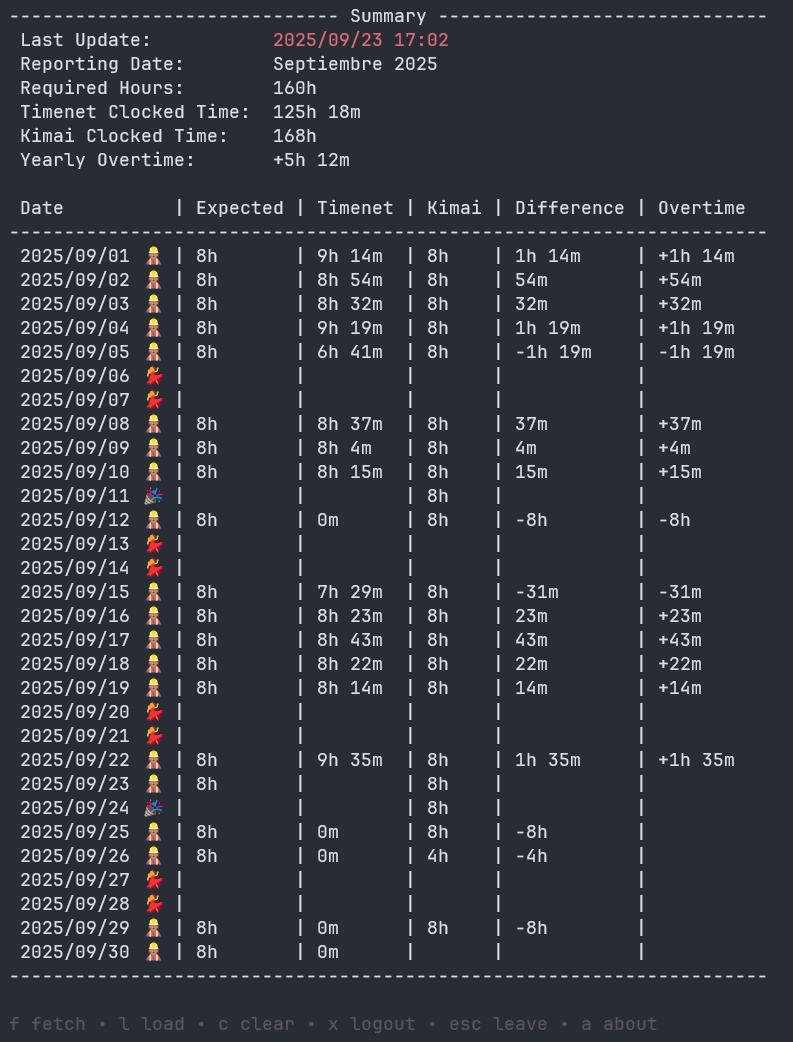 ------------------------------ Summary ------------------------------
Last Update: 2025/09/23 17:02
Reporting Date: Septiembre 2025
Required Hours: 160h
Timenet Clocked Time: 125h 18m
Kimai Clocked Time: 168h
Yearly Overtime: +5h 12m
Date | Expected | Timenet | Kimai | Difference | Overtime
---------------------------------------------------------------------
2025/09/01 👷🏽 | 8h | 9h 14m | 8h | 1h 14m | +1h 14m
2025/09/02 👷🏽 | 8h | 8h 54m | 8h | 54m | +54m
2025/09/03 👷🏽 | 8h | 8h 32m | 8h | 32m | +32m
2025/09/04 👷🏽 | 8h | 9h 19m | 8h | 1h 19m | +1h 19m
2025/09/05 👷🏽 | 8h | 6h 41m | 8h | -1h 19m | -1h 19m
2025/09/06 💃 | | | | |
2025/09/07 💃 | | | | |
2025/09/08 👷🏽 | 8h | 8h 37m | 8h | 37m | +37m
2025/09/09 👷🏽 | 8h | 8h 4m | 8h | 4m | +4m
2025/09/10 👷🏽 | 8h | 8h 15m | 8h | 15m | +15m
2025/09/11 🎉 | | | 8h | |
2025/09/12 👷🏽 | 8h | 0m | 8h | -8h | -8h
2025/09/13 💃 | | | | |
2025/09/14 💃 | | | | |
2025/09/15 👷🏽 | 8h | 7h 29m | 8h | -31m | -31m
2025/09/16 👷🏽 | 8h | 8h 23m | 8h | 23m | +23m
2025/09/17 👷🏽 | 8h | 8h 43m | 8h | 43m | +43m
2025/09/18 👷🏽 | 8h | 8h 22m | 8h | 22m | +22m
2025/09/19 👷🏽 | 8h | 8h 14m | 8h | 14m | +14m
2025/09/20 💃 | | | | |
2025/09/21 💃 | | | | |
2025/09/22 👷🏽 | 8h | 9h 35m | 8h | 1h 35m | +1h 35m
2025/09/23 👷🏽 | 8h | | 8h | |
2025/09/24 🎉 | | | 8h | |
2025/09/25 👷🏽 | 8h | 0m | 8h | -8h |
2025/09/26 👷🏽 | 8h | 0m | 4h | -4h |
2025/09/27 💃 | | | | |
2025/09/28 💃 | | | | |
2025/09/29 👷🏽 | 8h | 0m | 8h | -8h |
2025/09/30 👷🏽 | 8h | 0m | | |
---------------------------------------------------------------------
f fetch • l load • c clear • x logout • esc leave • a about